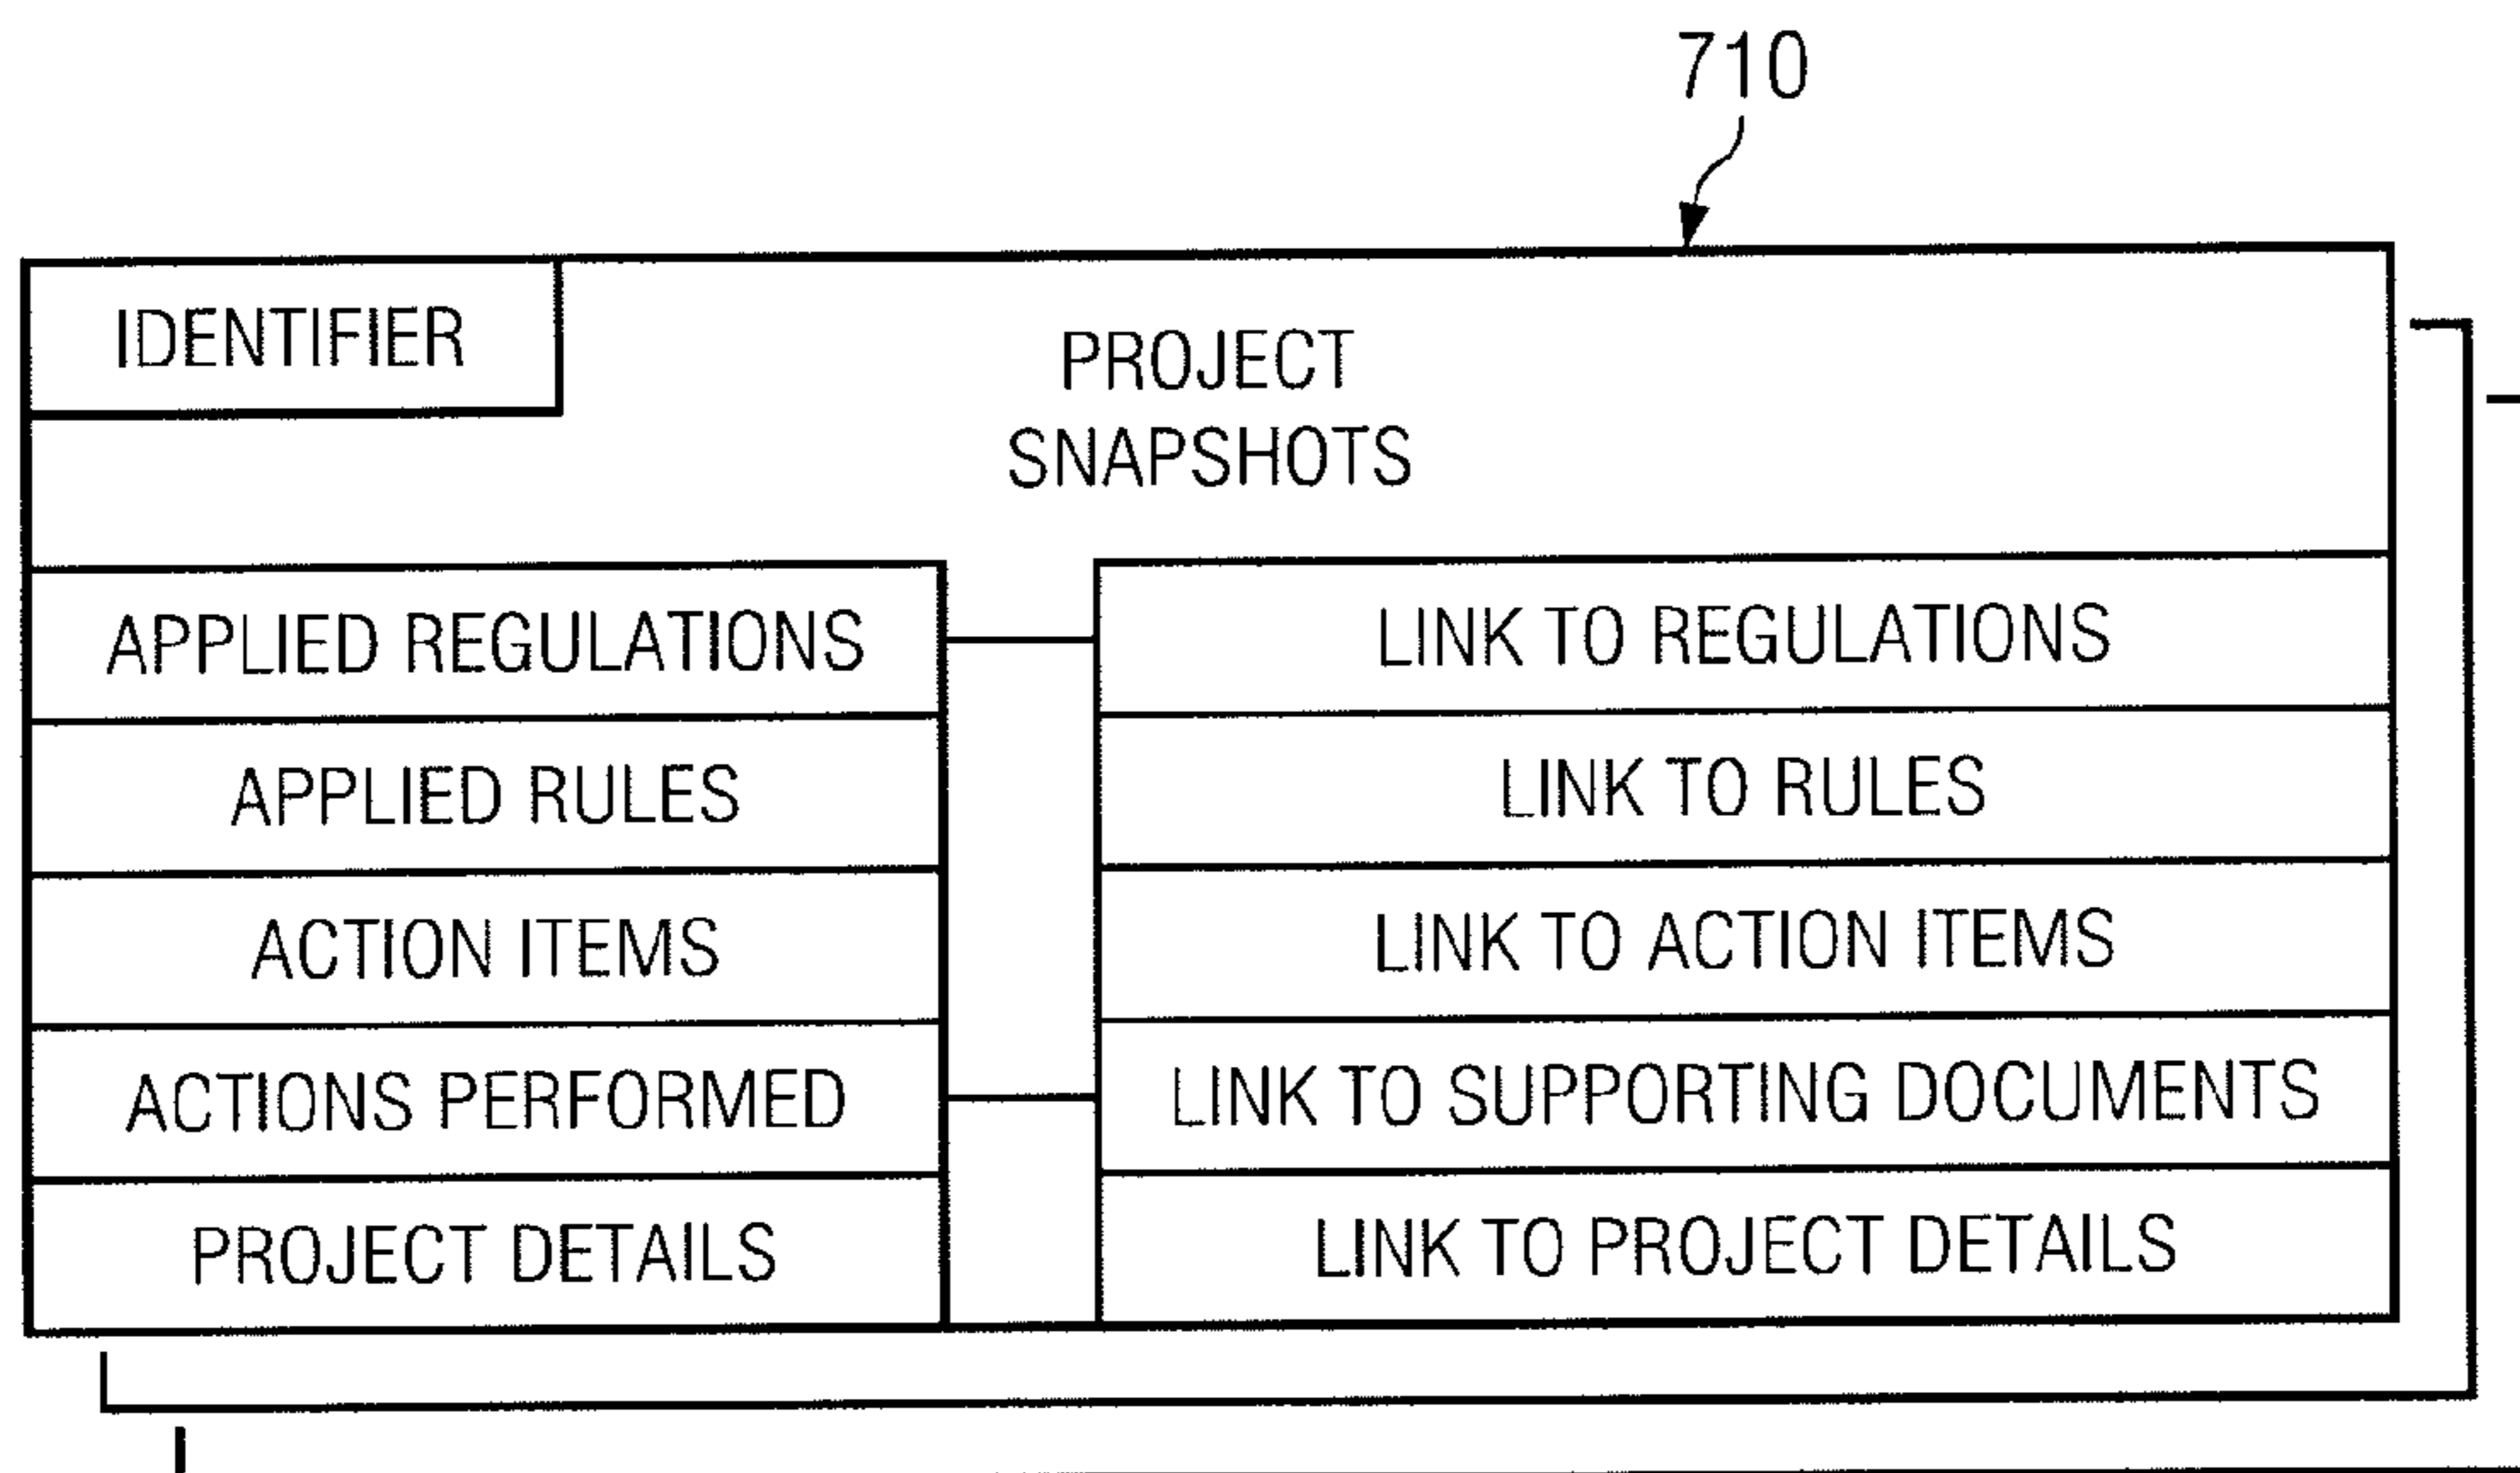 710
IDENTIFIER
PROJECT
SNAPSHOTS
APPLIED REGULATIONS
LINK TO REGULATIONS
APPLIED RULES
LINK TO RULES
ACTION ITEMS
LINK TO ACTION ITEMS
ACTIONS PERFORMED
LINK TO SUPPORTING DOCUMENTS
PROJECT DETAILS
LINK TO PROJECT DETAILS